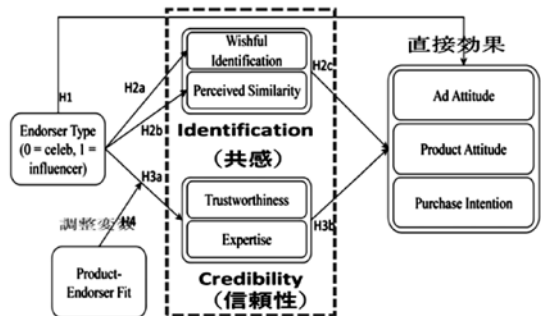 直接効果
Wishful
Identification
Perceived Similarity
Identification
（共感）
H1
H2a
H2b
H2c
H3a
Endorser Type
(0 = celeb, 1 =
influencer)
Ad Attitude
Product Attitude
Purchase Intention
Trustworthiness
Expertise
Credibility
（信頼性）
H3b
調整変数
H4
Product-
Endorser Fit